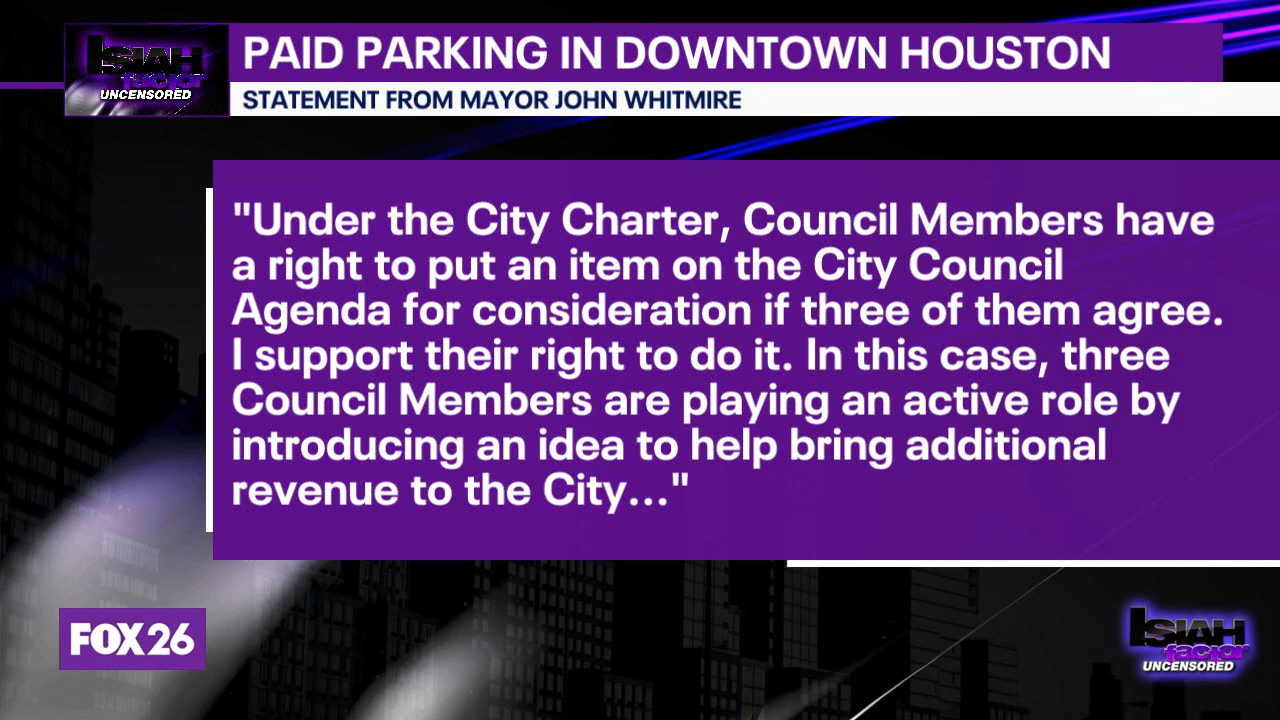 ISIAH
factor
UNCENSORED
PAID PARKING IN DOWNTOWN HOUSTON
STATEMENT FROM MAYOR JOHN WHITMIRE
"Under the City Charter, Council Members have
a right to put an item on the City Council
Agenda for consideration if three of them agree.
I support their right to do it. In this case, three
Council Members are playing an active role by
introducing an idea to help bring additional
revenue to the City..."
FOX 26
ISIAH
factor
UNCENSORED